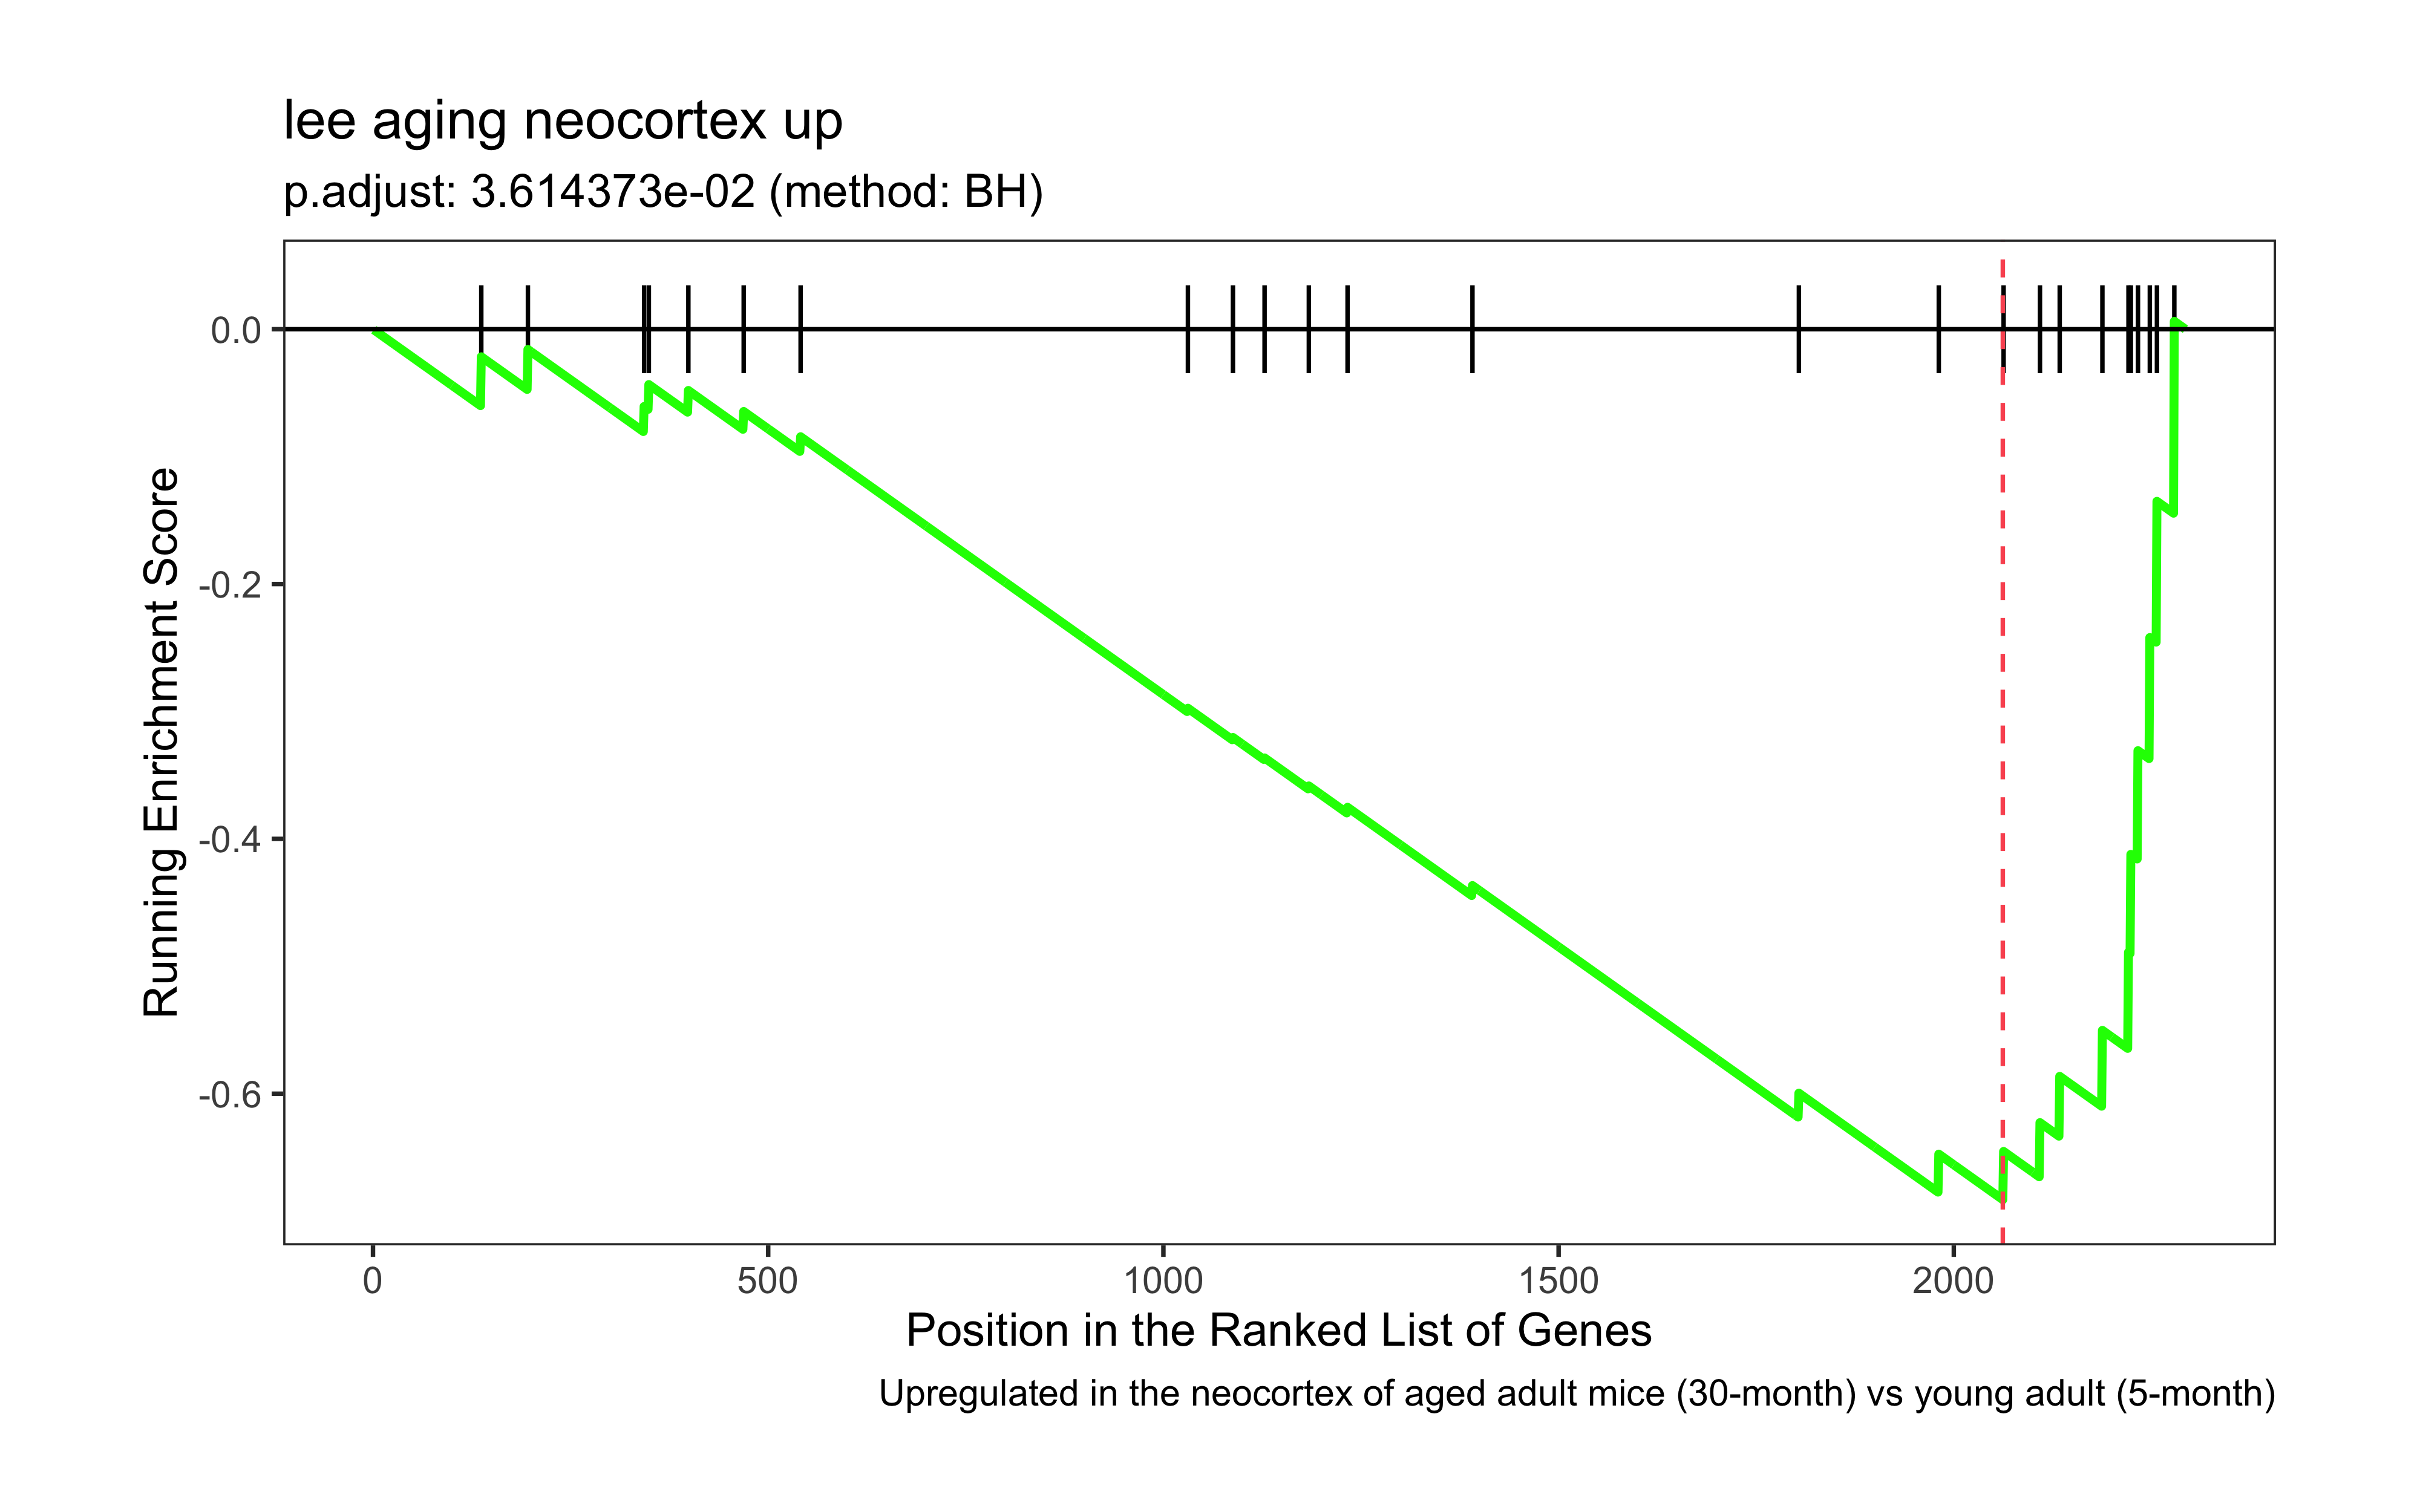 lee aging neocortex up
p.adjust: 3.614373e-02 (method: BH)
Running Enrichment Score
0.0
-0.2
-0.4
-0.6
0 500 1000 1500 2000
Position in the Ranked List of Genes
Upregulated in the neocortex of aged adult mice (30-month) vs young adult (5-month)